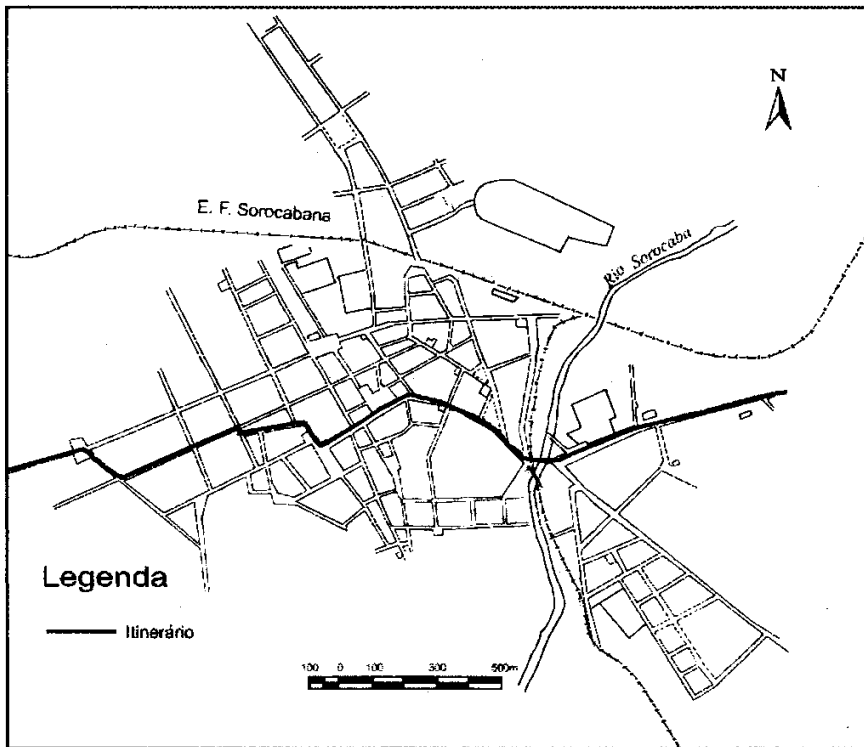 N
E. F. Sorocabana
Rio Sorocaba
Legenda
Itinerário
100 0 100 300 500m